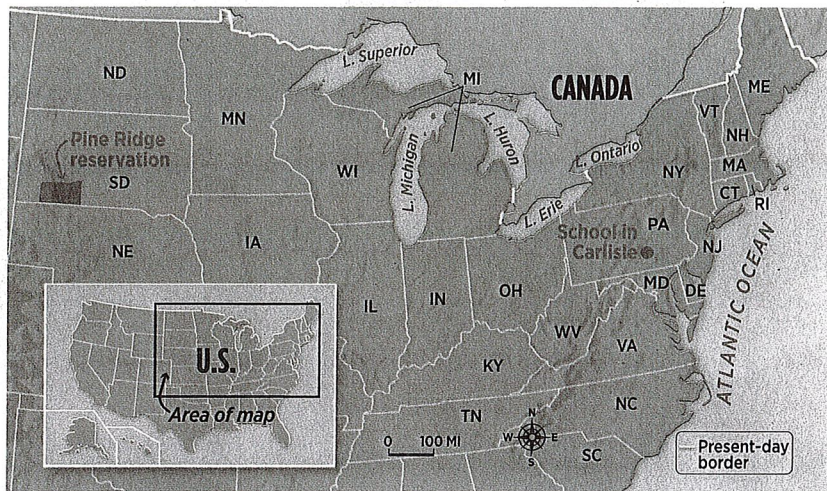 L. Superior
ND
MI
CANADA
ME
MN
VT
Pine Ridge
reservation
L. Huron
NH
L. Ontario
WI
L. Michigan
NY
MA
SD
CT
RI
L. Erie
PA
School in
Carlisle
NJ
NE
IA
OH
MD
DE
IL
IN
ATLANTIC OCEAN
WV
U.S.
VA
KY
Area of map
NC
TN
N
W
E
S
0 100 MI
SC
Present-day
border